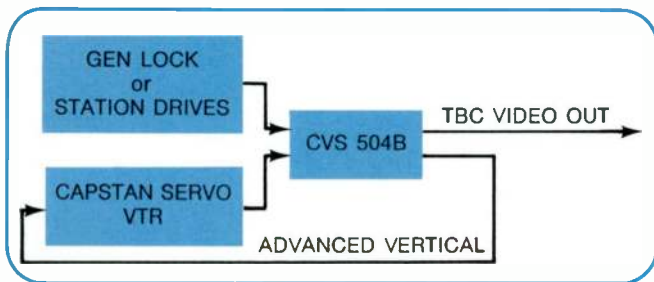 GEN LOCK
or
STATION DRIVES
CVS 504B
TBC VIDEO OUT
CAPSTAN SERVO
VTR
ADVANCED VERTICAL